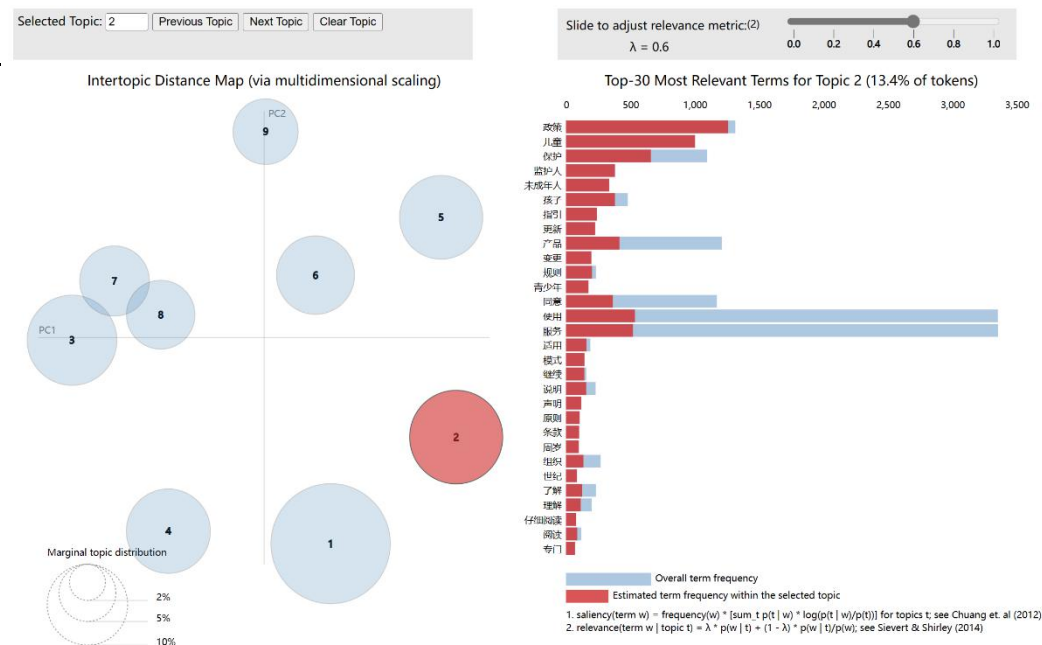 Selected Topic: 2 Previous Topic Next Topic Clear Topic
Slide to adjust relevance metric:(2)
λ = 0.6
0.0 0.2 0.4 0.6 0.8 1.0
Intertopic Distance Map (via multidimensional scaling)
PC2
9
5
6
7
8
PC1
3
2
4
1
Marginal topic distribution
2%
5%
10%
Top-30 Most Relevant Terms for Topic 2 (13.4% of tokens)
0 500 1,000 1,500 2,000 2,500 3,000 3,500
政策
儿童
保护
监护人
未成年人
孩子
指引
更新
产品
变更
规则
青少年
同意
使用
服务
适用
模式
继续
说明
声明
原则
条款
周岁
组织
世纪
了解
理解
仔细阅读
阅读
专门
Overall term frequency
Estimated term frequency within the selected topic
1. saliency(term w) = frequency(w) * [sum_t p(t | w) * log(p(t | w)/p(t))] for topics t; see Chuang et. al (2012)
2. relevance(term w | topic t) = λ * p(w | t) + (1 - λ) * p(w | t)/p(w); see Sievert & Shirley (2014)